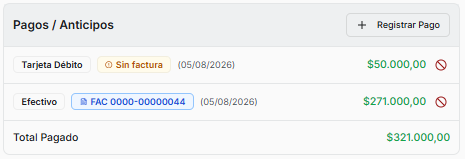 Pagos / Anticipos
+ Registrar Pago
Tarjeta Débito Sin factura (05/08/2026) $50.000,00
Efectivo FAC 0000-00000044 (05/08/2026) $271.000,00
Total Pagado $321.000,00